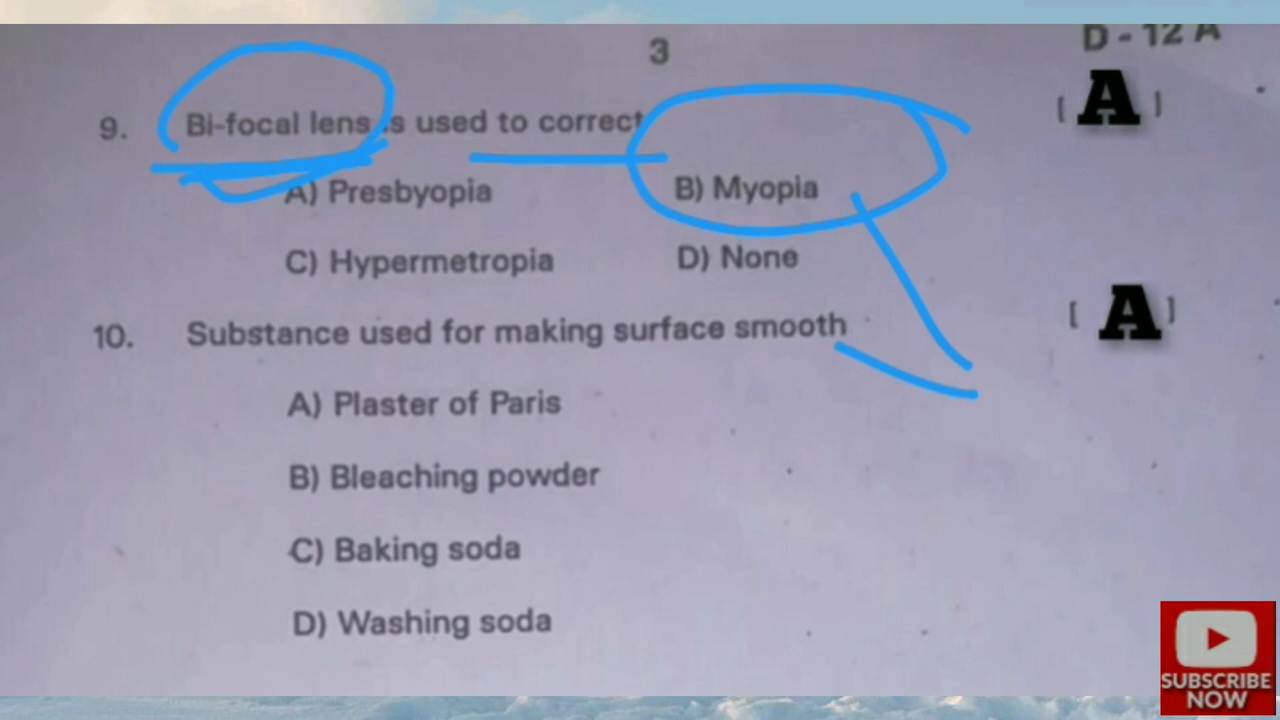 3
D - 12 A
9. Bi-focal lens is used to correct [ A ]
A) Presbyopia B) Myopia
C) Hypermetropia D) None
10. Substance used for making surface smooth [ A ]
A) Plaster of Paris
B) Bleaching powder
C) Baking soda
D) Washing soda
SUBSCRIBE
NOW